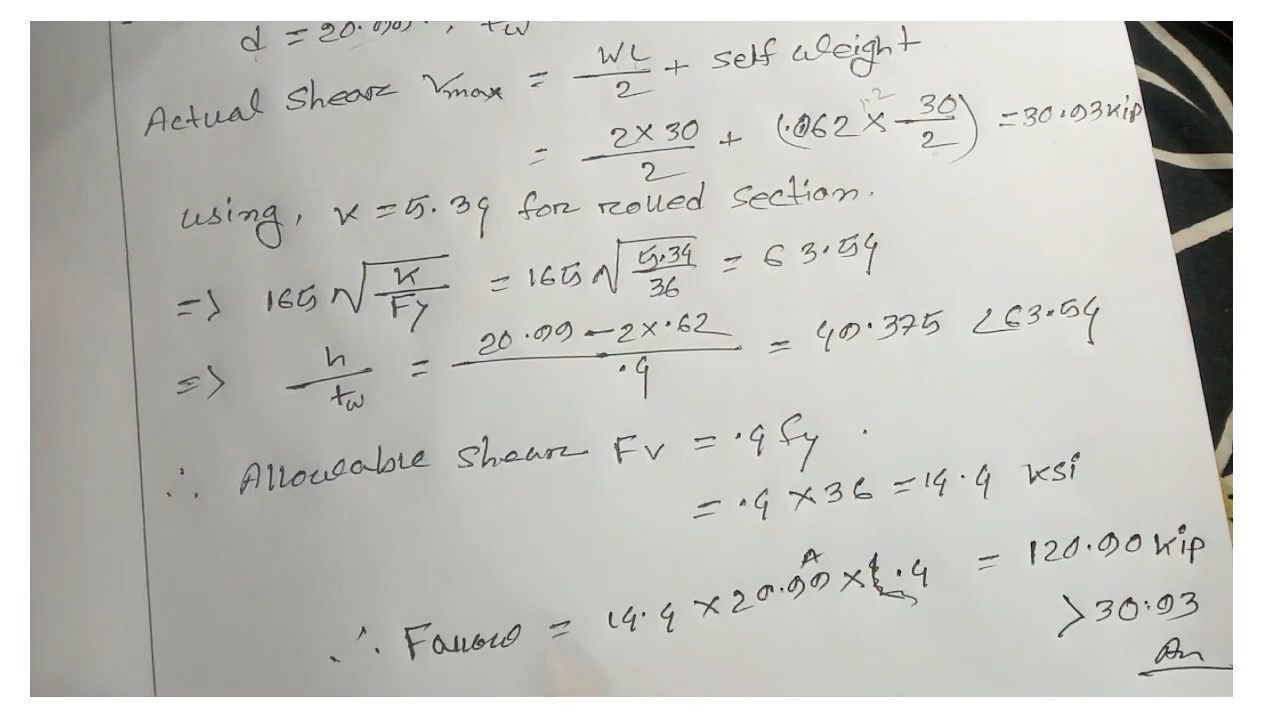 d = 20.99, tw
Actual Shear Vmax = WL/2 + self weight
= 2×30/2 + (.062 × 30/2) = 30.93 kip
using, K = 5.34 for rolled section.
=> 165 √(K/Fy) = 165 √(5.34/36) = 63.54
=> h/tw = (20.99 − 2×.62)/.4 = 49.375 < 63.54
∴ Allowable Shear Fv = .4 fy .
= .4 × 36 = 14.4 ksi
∴ Fallow = 14.4 × 20.99 × .4 = 120.90 kip
> 30.93
An